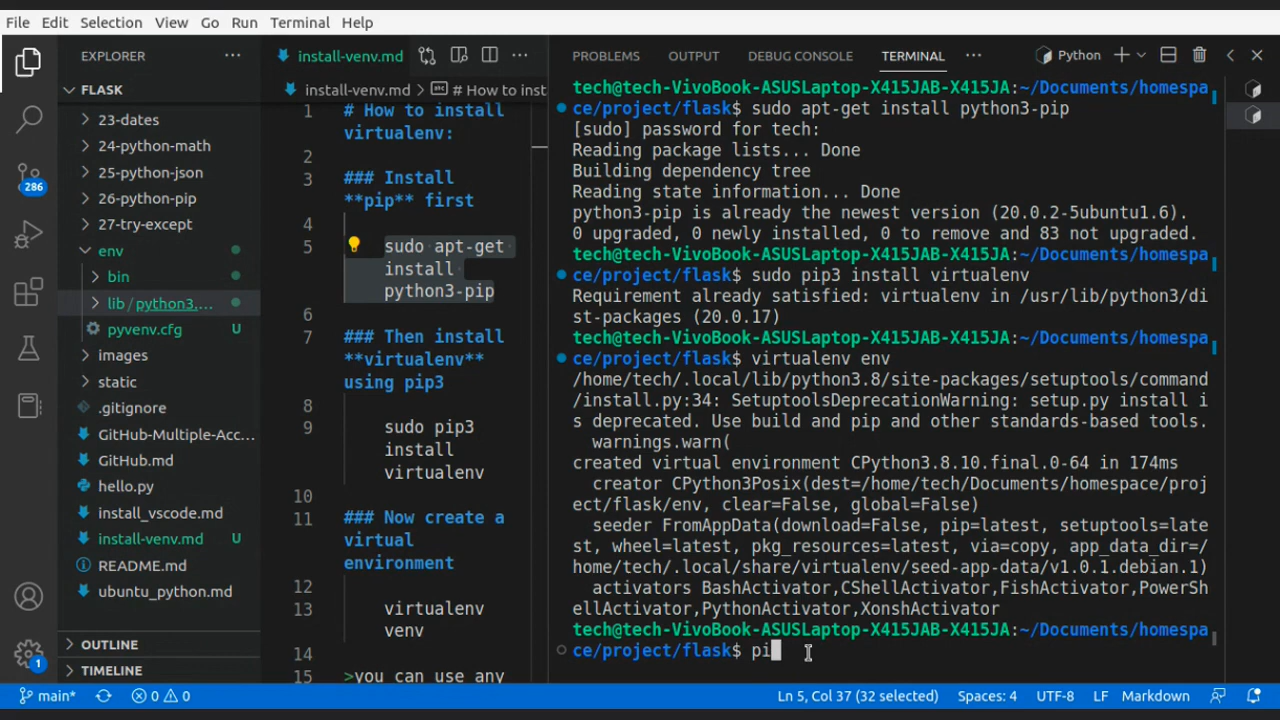 File Edit Selection View Go Run Terminal Help
EXPLORER
FLASK
23-dates
24-python-math
25-python-json
26-python-pip
27-try-except
env
bin
lib / python3....
pyvenv.cfg U
images
static
.gitignore
GitHub-Multiple-Acc...
GitHub.md
hello.py
install_vscode.md
install-venv.md U
README.md
ubuntu_python.md
OUTLINE
TIMELINE
286
1
install-venv.md
install-venv.md > # How to inst
1 # How to install
virtualenv:
2
3 ### Install
**pip** first
4
5 sudo apt-get
install
python3-pip
6
7 ### Then install
**virtualenv**
using pip3
8
9 sudo pip3
install
virtualenv
10
11 ### Now create a
virtual
environment
12
13 virtualenv
venv
14
15 >you can use any
PROBLEMS OUTPUT DEBUG CONSOLE TERMINAL ... Python
tech@tech-VivoBook-ASUSLaptop-X415JAB-X415JA:~/Documents/homespa
ce/project/flask$ sudo apt-get install python3-pip
[sudo] password for tech:
Reading package lists... Done
Building dependency tree
Reading state information... Done
python3-pip is already the newest version (20.0.2-5ubuntu1.6).
0 upgraded, 0 newly installed, 0 to remove and 83 not upgraded.
tech@tech-VivoBook-ASUSLaptop-X415JAB-X415JA:~/Documents/homespa
ce/project/flask$ sudo pip3 install virtualenv
Requirement already satisfied: virtualenv in /usr/lib/python3/di
st-packages (20.0.17)
tech@tech-VivoBook-ASUSLaptop-X415JAB-X415JA:~/Documents/homespa
ce/project/flask$ virtualenv env
/home/tech/.local/lib/python3.8/site-packages/setuptools/command
/install.py:34: SetuptoolsDeprecationWarning: setup.py install i
s deprecated. Use build and pip and other standards-based tools.
warnings.warn(
created virtual environment CPython3.8.10.final.0-64 in 174ms
creator CPython3Posix(dest=/home/tech/Documents/homespace/proj
ect/flask/env, clear=False, global=False)
seeder FromAppData(download=False, pip=latest, setuptools=late
st, wheel=latest, pkg_resources=latest, via=copy, app_data_dir=/
home/tech/.local/share/virtualenv/seed-app-data/v1.0.1.debian.1)
activators BashActivator,CShellActivator,FishActivator,PowerSh
ellActivator,PythonActivator,XonshActivator
tech@tech-VivoBook-ASUSLaptop-X415JAB-X415JA:~/Documents/homespa
ce/project/flask$ pi
main* 0 0 Ln 5, Col 37 (32 selected) Spaces: 4 UTF-8 LF Markdown